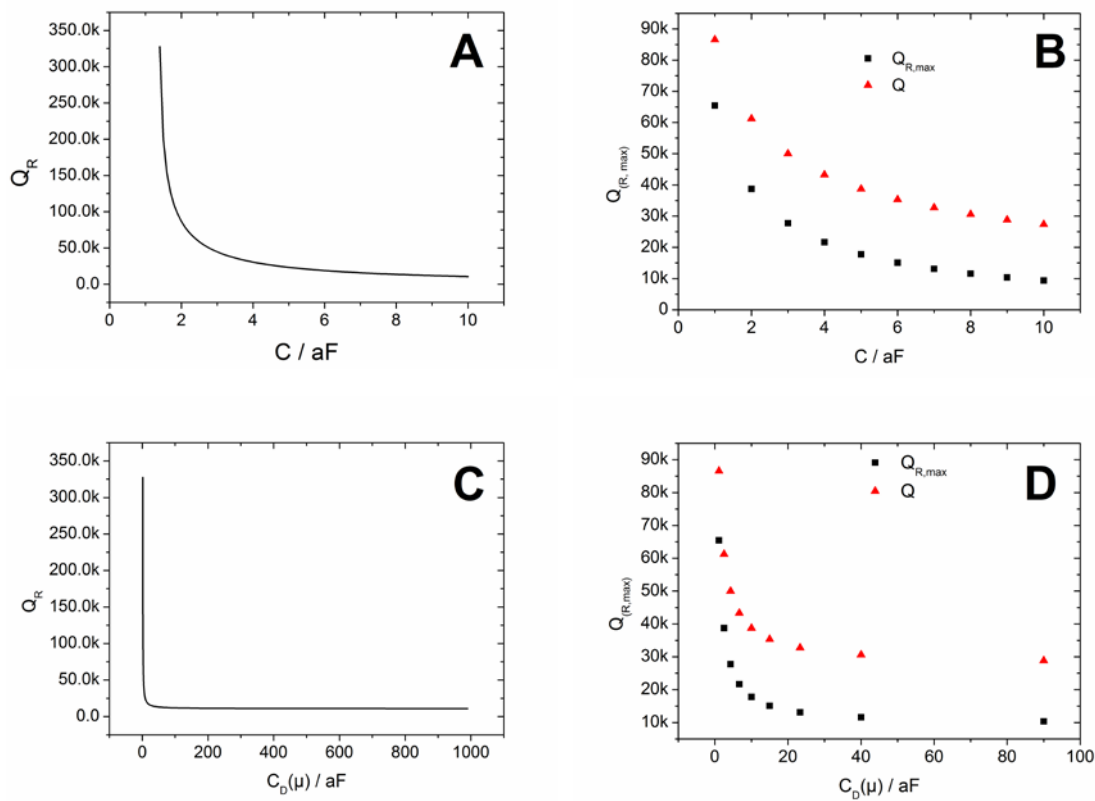 A
350.0k
300.0k
250.0k
200.0k
150.0k
100.0k
50.0k
0.0
Q_R
0 2 4 6 8 10
C / aF
B
Q_R,max
Q
90k
80k
70k
60k
50k
40k
30k
20k
10k
0
Q_(R, max)
0 2 4 6 8 10
C / aF
C
350.0k
300.0k
250.0k
200.0k
150.0k
100.0k
50.0k
0.0
Q_R
0 200 400 600 800 1000
C_D(μ) / aF
D
Q_R,max
Q
90k
80k
70k
60k
50k
40k
30k
20k
10k
Q_(R,max)
0 20 40 60 80 100
C_D(μ) / aF